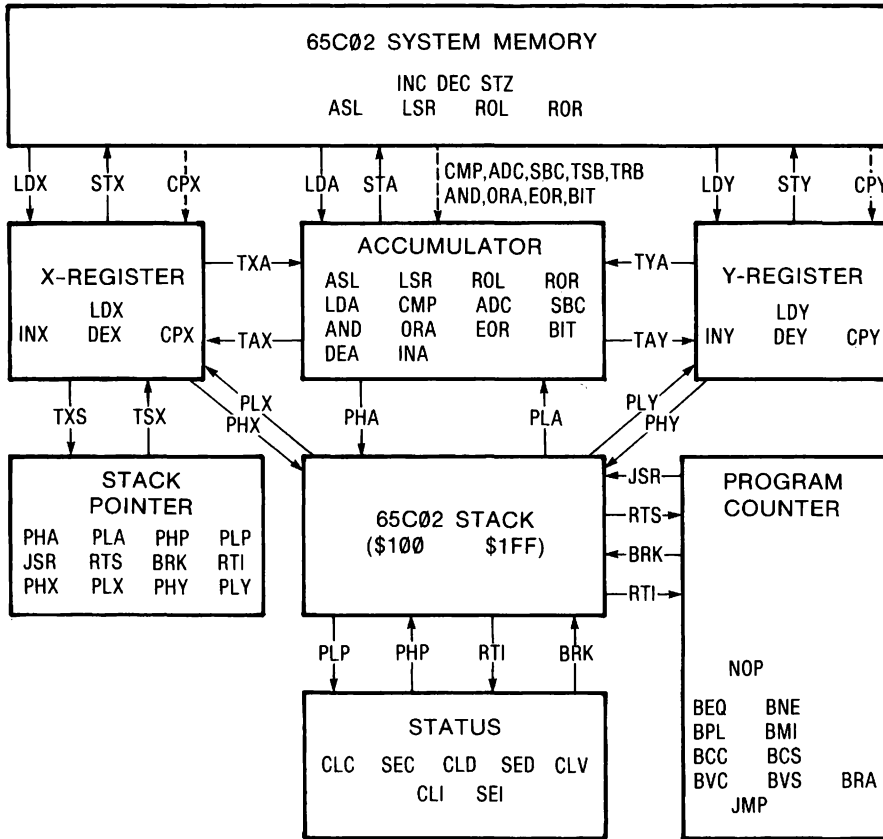 65CØ2 SYSTEM MEMORY
INC DEC STZ
ASL LSR ROL ROR
LDX STX CPX LDA STA CMP,ADC,SBC,TSB,TRB
AND,ORA,EOR,BIT
LDY STY CPY
X-REGISTER
LDX
INX DEX CPX
TXA
TAX
ACCUMULATOR
ASL LSR ROL ROR
LDA CMP ADC SBC
AND ORA EOR BIT
DEA INA
TYA
TAY
Y-REGISTER
LDY
INY DEY CPY
TXS TSX PLX
PHX
PHA PLA PLY
PHY
STACK
POINTER
PHA PLA PHP PLP
JSR RTS BRK RTI
PHX PLX PHY PLY
65CØ2 STACK
($100 $1FF)
JSR
RTS
BRK
RTI
PROGRAM
COUNTER
NOP
BEQ BNE
BPL BMI
BCC BCS
BVC BVS BRA
JMP
PLP PHP RTI BRK
STATUS
CLC SEC CLD SED CLV
CLI SEI